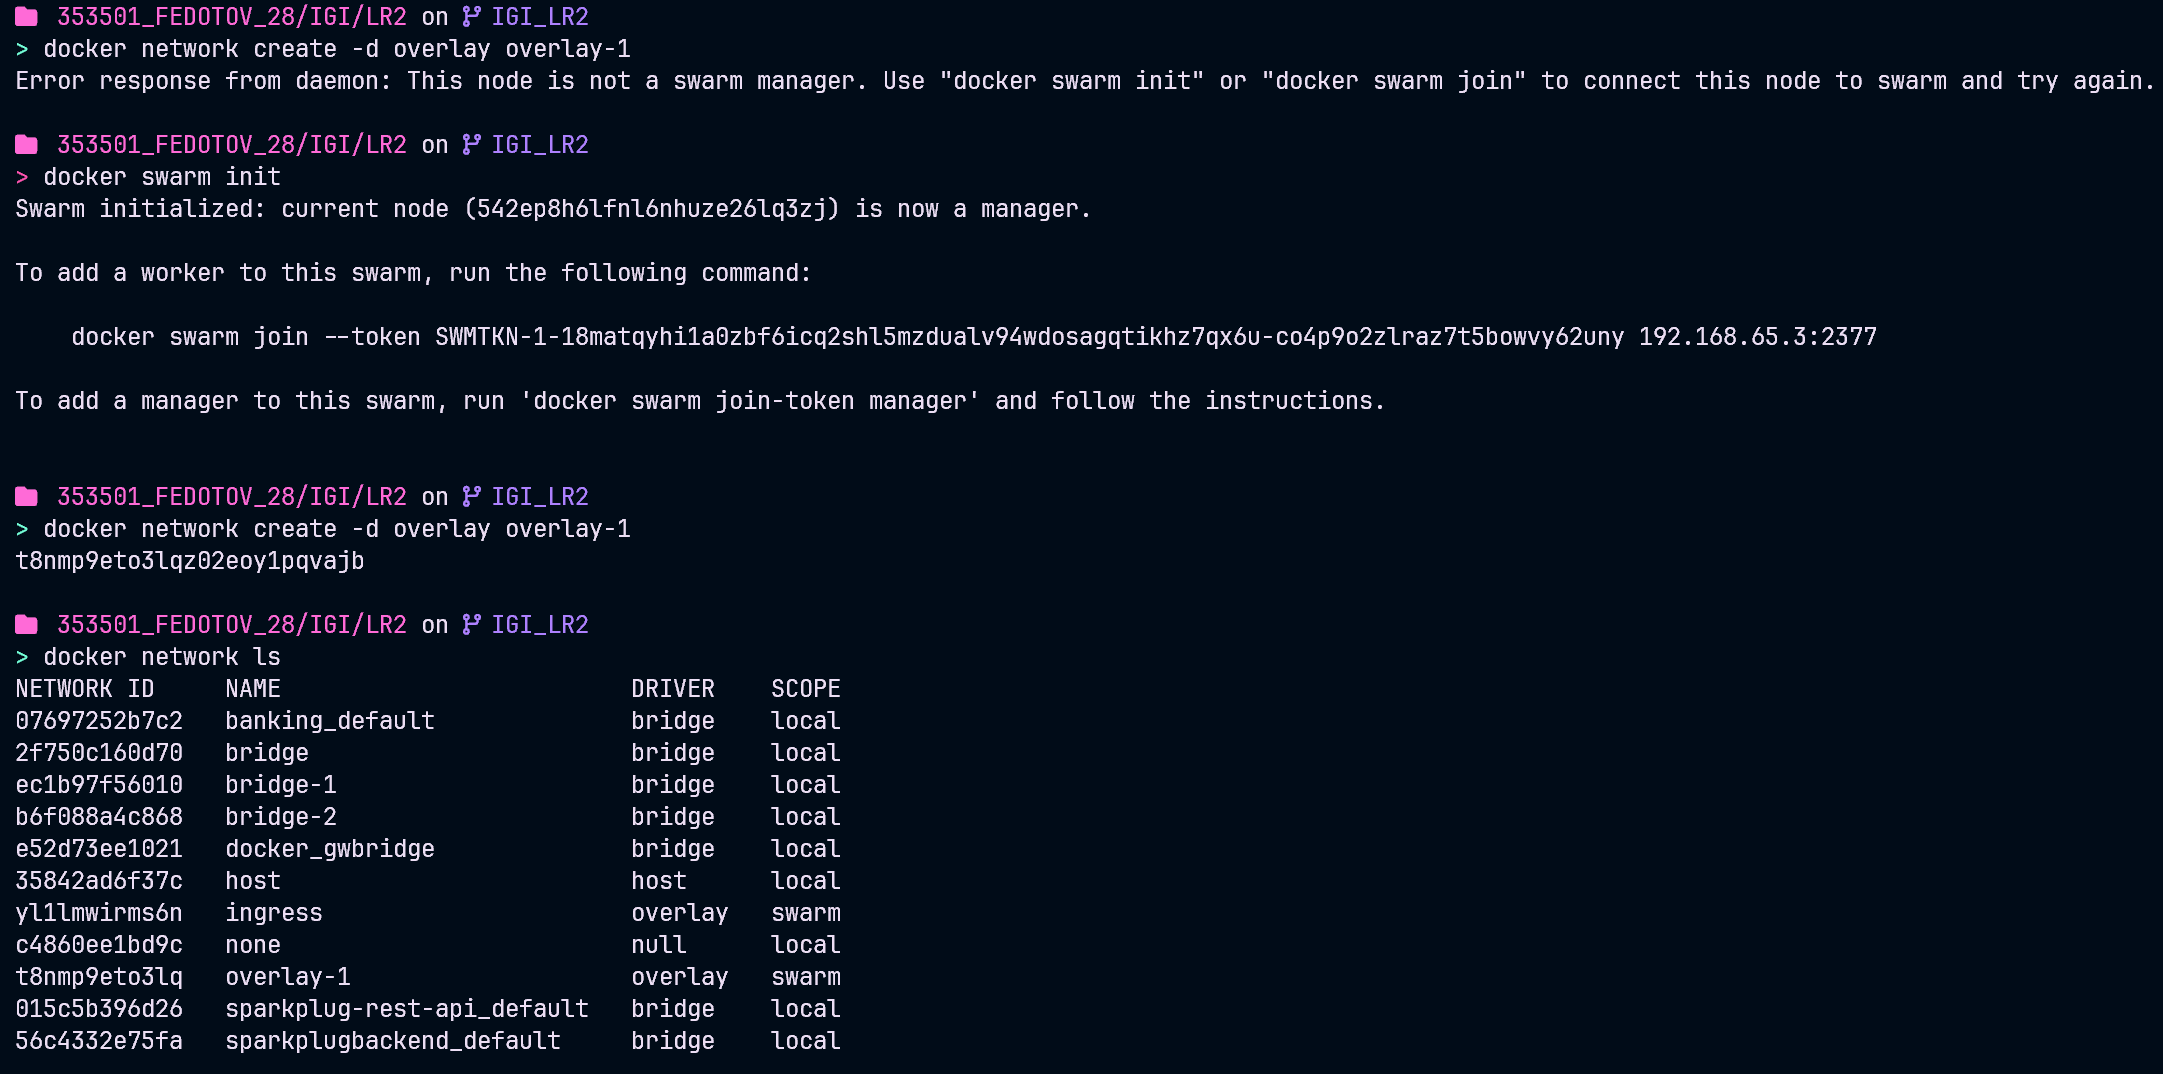 353501_FEDOTOV_28/IGI/LR2 on IGI_LR2
> docker network create -d overlay overlay-1
Error response from daemon: This node is not a swarm manager. Use "docker swarm init" or "docker swarm join" to connect this node to swarm and try again.
353501_FEDOTOV_28/IGI/LR2 on IGI_LR2
> docker swarm init
Swarm initialized: current node (542ep8h6lfnl6nhuze26lq3zj) is now a manager.
To add a worker to this swarm, run the following command:
docker swarm join --token SWMTKN-1-18matqyhi1a0zbf6icq2shl5mzdualv94wdosagqtikhz7qx6u-co4p9o2zlraz7t5bowvy62uny 192.168.65.3:2377
To add a manager to this swarm, run 'docker swarm join-token manager' and follow the instructions.
353501_FEDOTOV_28/IGI/LR2 on IGI_LR2
> docker network create -d overlay overlay-1
t8nmp9eto3lqz02eoy1pqvajb
353501_FEDOTOV_28/IGI/LR2 on IGI_LR2
> docker network ls
NETWORK ID NAME DRIVER SCOPE
07697252b7c2 banking_default bridge local
2f750c160d70 bridge bridge local
ec1b97f56010 bridge-1 bridge local
b6f088a4c868 bridge-2 bridge local
e52d73ee1021 docker_gwbridge bridge local
35842ad6f37c host host local
yl1lmwirms6n ingress overlay swarm
c4860ee1bd9c none null local
t8nmp9eto3lq overlay-1 overlay swarm
015c5b396d26 sparkplug-rest-api_default bridge local
56c4332e75fa sparkplugbackend_default bridge local